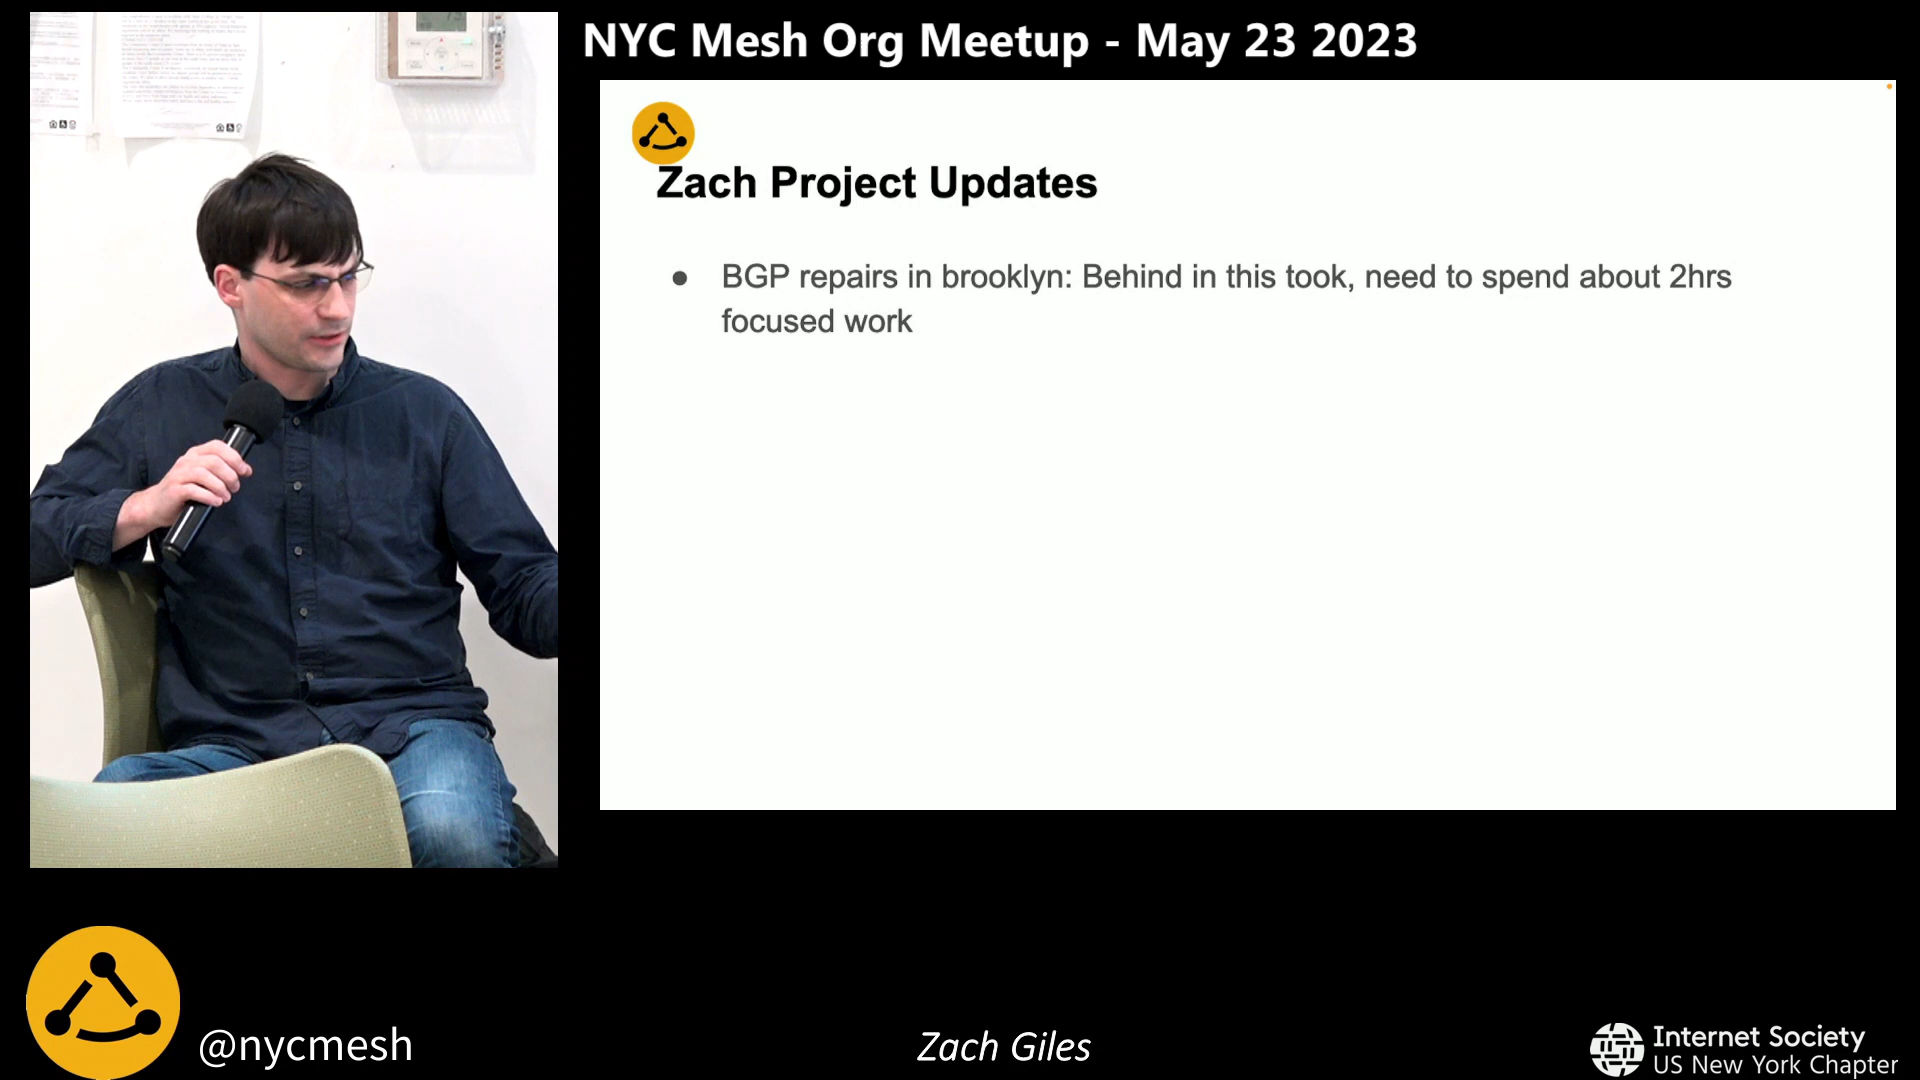 NYC Mesh Org Meetup - May 23 2023
Zach Project Updates
● BGP repairs in brooklyn: Behind in this took, need to spend about 2hrs
focused work
@nycmesh
Zach Giles
Internet Society
US New York Chapter